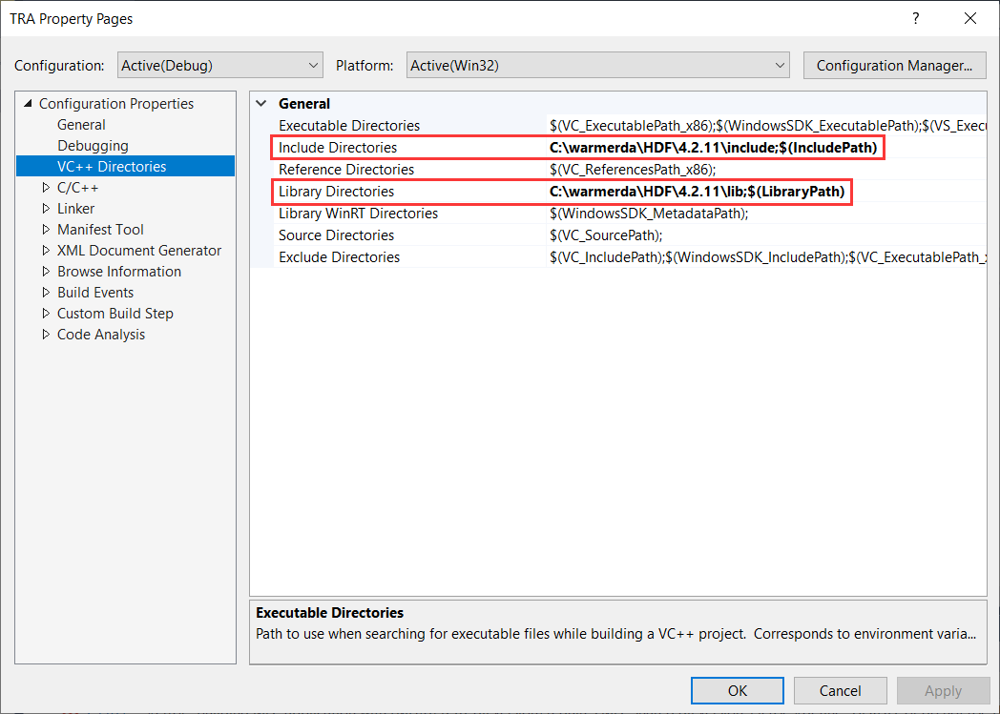 TRA Property Pages
?
Configuration: Active(Debug) Platform: Active(Win32) Configuration Manager...
Configuration Properties
General
Debugging
VC++ Directories
C/C++
Linker
Manifest Tool
XML Document Generator
Browse Information
Build Events
Custom Build Step
Code Analysis
General
Executable Directories $(VC_ExecutablePath_x86);$(WindowsSDK_ExecutablePath);$(VS_Execu
Include Directories C:\warmerda\HDF\4.2.11\include;$(IncludePath)
Reference Directories $(VC_ReferencesPath_x86);
Library Directories C:\warmerda\HDF\4.2.11\lib;$(LibraryPath)
Library WinRT Directories $(WindowsSDK_MetadataPath);
Source Directories $(VC_SourcePath);
Exclude Directories $(VC_IncludePath);$(WindowsSDK_IncludePath);$(VC_ExecutablePath_x
Executable Directories
Path to use when searching for executable files while building a VC++ project. Corresponds to environment varia...
OK Cancel Apply